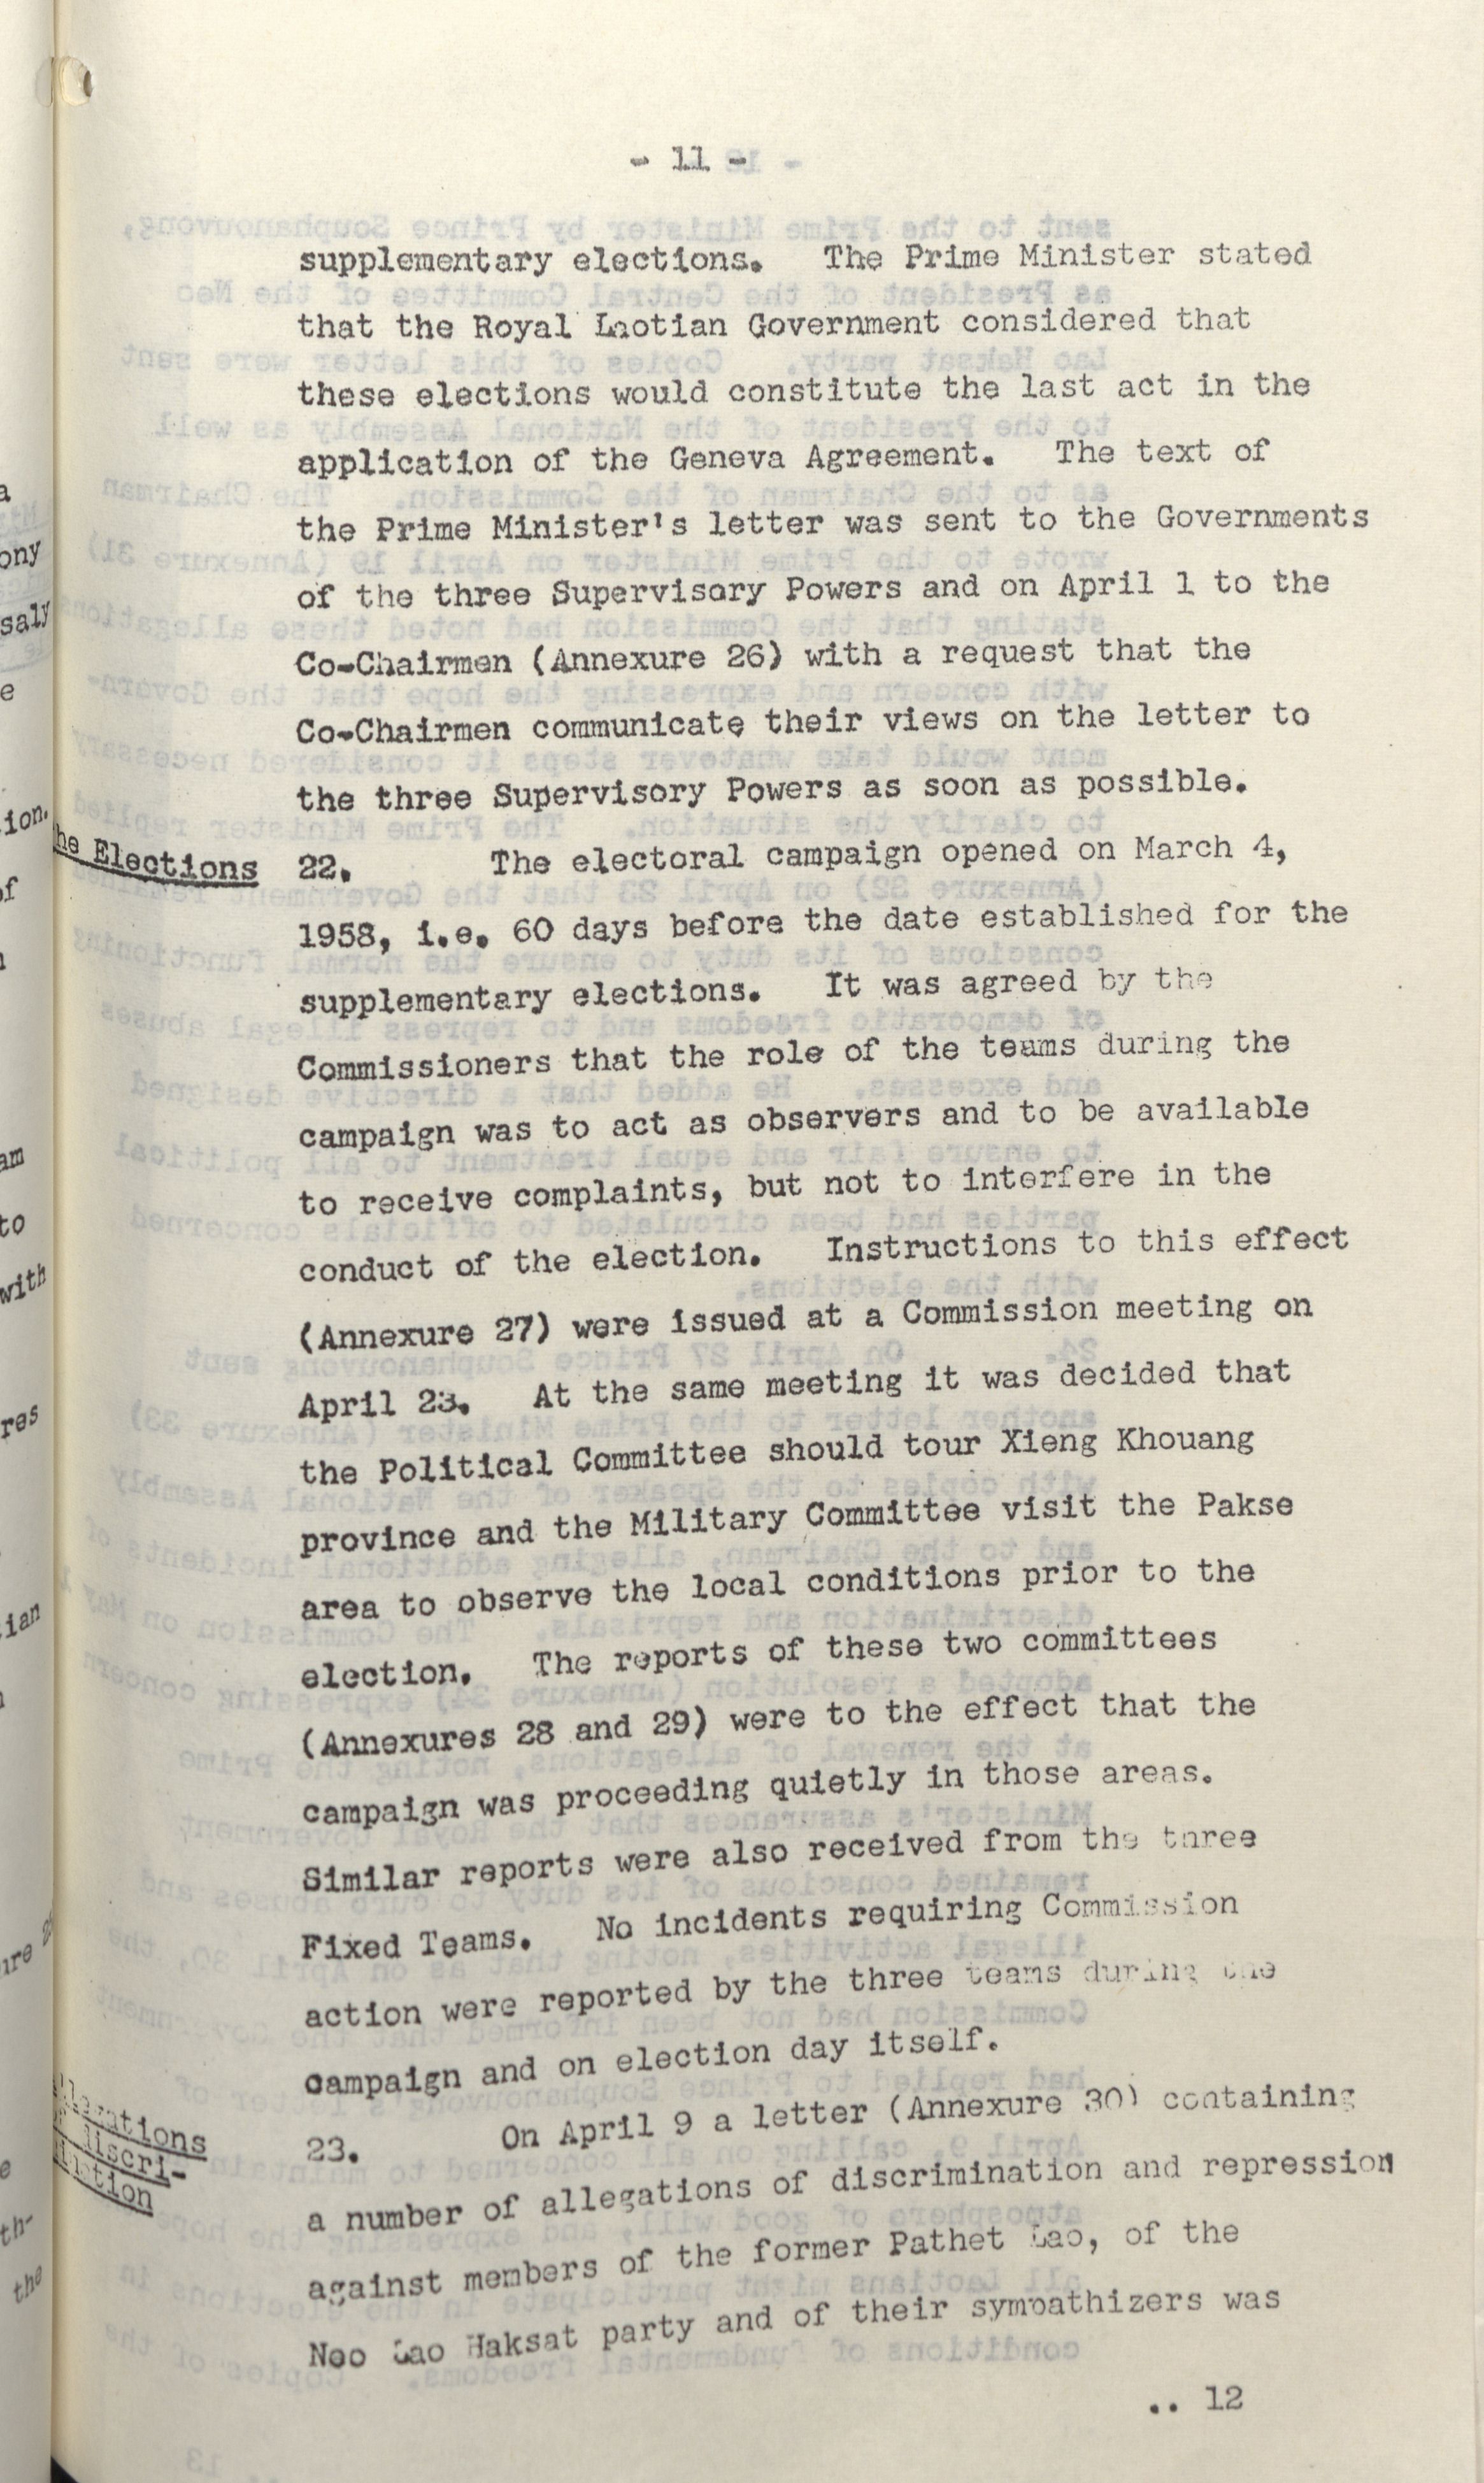 - 11 -
supplementary elections. The Prime Minister stated
that the Royal Laotian Government considered that
these elections would constitute the last act in the
application of the Geneva Agreement. The text of
the Prime Minister's letter was sent to the Governments
of the three Supervisory Powers and on April 1 to the
Co-Chairmen (Annexure 26) with a request that the
Co-Chairmen communicate their views on the letter to
the three Supervisory Powers as soon as possible.
he Elections 22. The electoral campaign opened on March 4,
1958, i.e. 60 days before the date established for the
supplementary elections. It was agreed by the
Commissioners that the role of the teams during the
campaign was to act as observers and to be available
to receive complaints, but not to interfere in the
conduct of the election. Instructions to this effect
(Annexure 27) were issued at a Commission meeting on
April 23. At the same meeting it was decided that
the Political Committee should tour Xieng Khouang
province and the Military Committee visit the Pakse
area to observe the local conditions prior to the
election. The reports of these two committees
(Annexures 28 and 29) were to the effect that the
campaign was proceeding quietly in those areas.
Similar reports were also received from the three
Fixed Teams. No incidents requiring Commission
action were reported by the three teams during the
campaign and on election day itself.
23. On April 9 a letter (Annexure 30) containing
a number of allegations of discrimination and repression
against members of the former Pathet Lao, of the
Neo Lao Haksat party and of their sympathizers was
.. 12